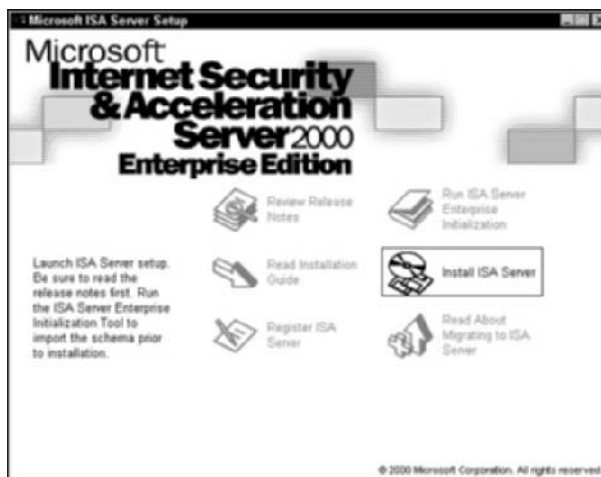 Microsoft ISA Server Setup
Microsoft
Internet Security
& Acceleration
Server 2000
Enterprise Edition
Review Release
Notes
Run ISA Server
Enterprise
Initialization
Launch ISA Server setup.
Be sure to read the
release notes first. Run
the ISA Server Enterprise
Initialization Tool to
import the schema prior
to installation.
Read Installation
Guide
Install ISA Server
Register ISA
Server
Read About
Migrating to ISA
Server
© 2000 Microsoft Corporation. All rights reserved.